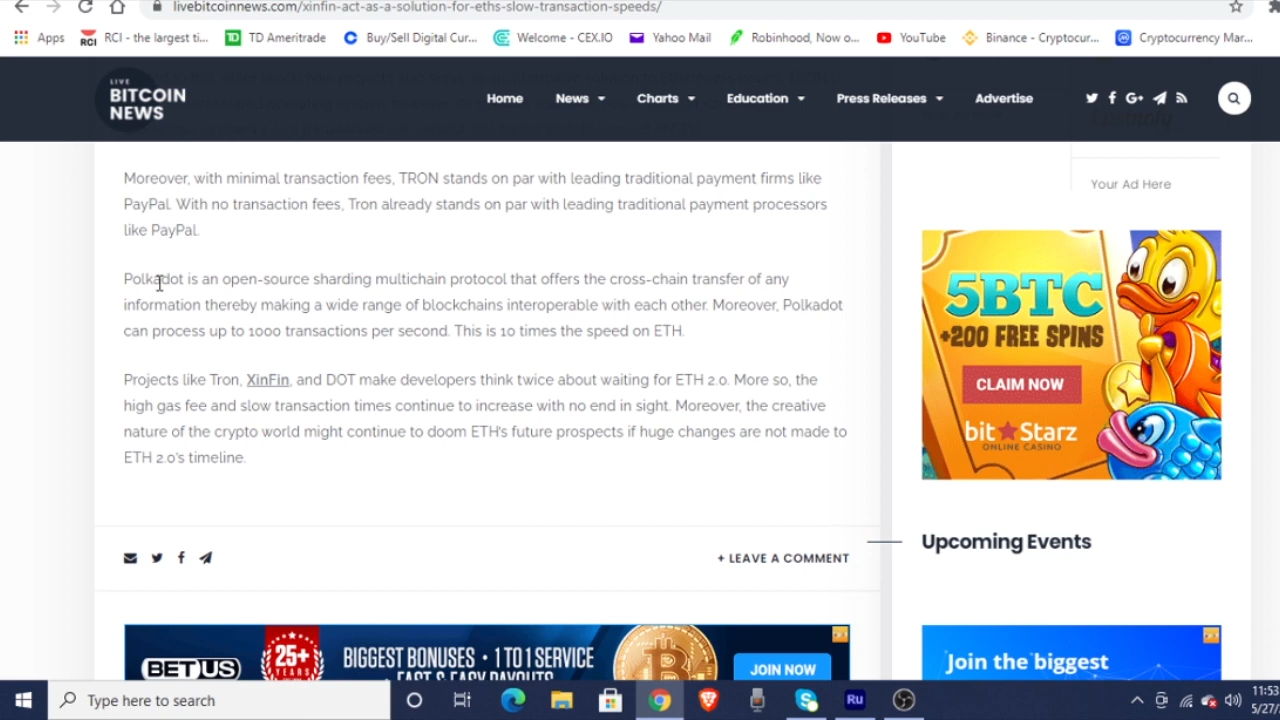 livebitcoinnews.com/xinfin-act-as-a-solution-for-eths-slow-transaction-speeds/
Apps RCI - the largest ti... TD Ameritrade Buy/Sell Digital Cur... Welcome - CEX.IO Yahoo Mail Robinhood, Now o... YouTube Binance - Cryptocur... Cryptocurrency Mar...
LIVE
BITCOIN
NEWS
Home News Charts Education Press Releases Advertise
Moreover, with minimal transaction fees, TRON stands on par with leading traditional payment firms like
PayPal. With no transaction fees, Tron already stands on par with leading traditional payment processors
like PayPal.
Polkadot is an open-source sharding multichain protocol that offers the cross-chain transfer of any
information thereby making a wide range of blockchains interoperable with each other. Moreover, Polkadot
can process up to 1000 transactions per second. This is 10 times the speed on ETH.
Projects like Tron, XinFin, and DOT make developers think twice about waiting for ETH 2.0. More so, the
high gas fee and slow transaction times continue to increase with no end in sight. Moreover, the creative
nature of the crypto world might continue to doom ETH's future prospects if huge changes are not made to
ETH 2.0's timeline.
+ LEAVE A COMMENT
Your Ad Here
5BTC
+200 FREE SPINS
CLAIM NOW
bitStarz
ONLINE CASINO
Upcoming Events
BETUS
25+
YEARS
BIGGEST BONUSES • 1 TO 1 SERVICE
FAST & EASY PAYOUTS
JOIN NOW
Join the biggest
Type here to search
Ru
11:53
5/27/